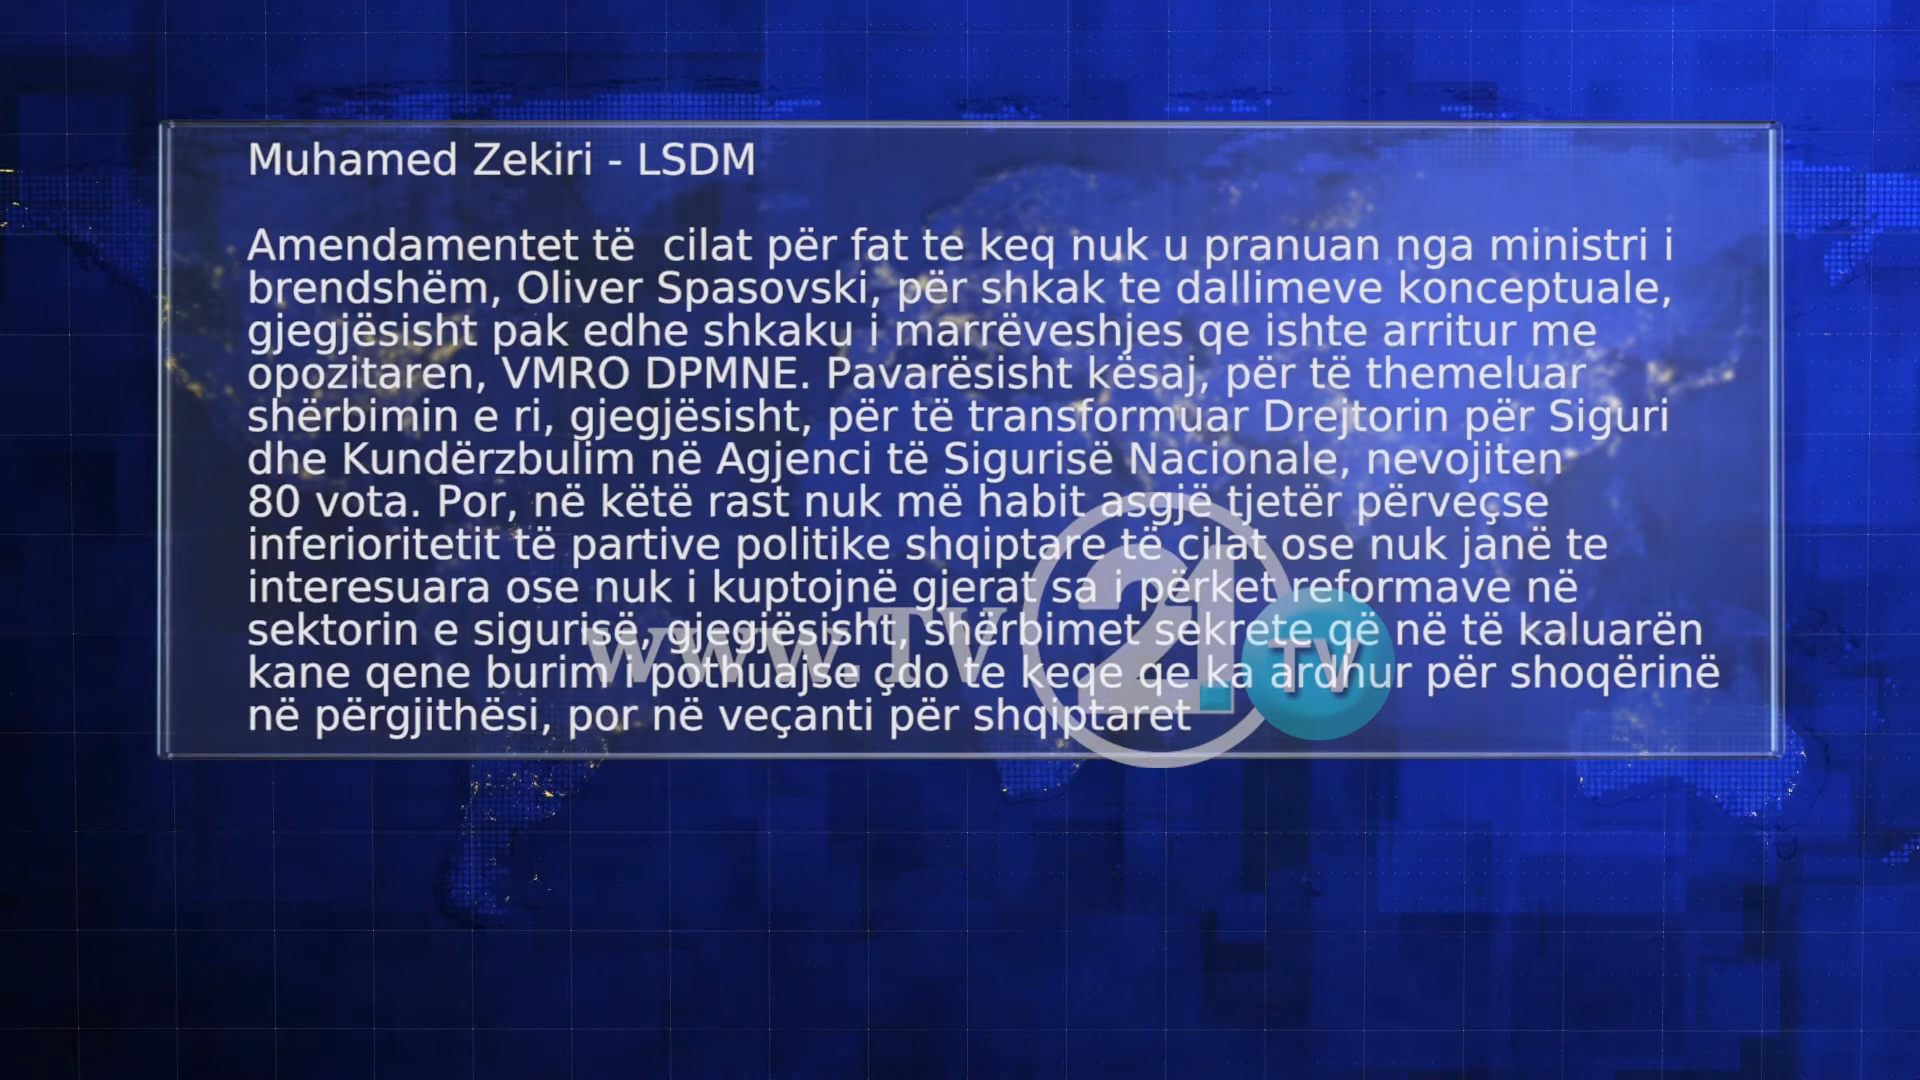 Muhamed Zekiri - LSDM
Amendamentet të  cilat për fat te keq nuk u pranuan nga ministri i
brendshëm, Oliver Spasovski, për shkak te dallimeve konceptuale,
gjegjësisht pak edhe shkaku i marrëveshjes qe ishte arritur me
opozitaren, VMRO DPMNE. Pavarësisht kësaj, për të themeluar
shërbimin e ri, gjegjësisht, për të transformuar Drejtorin për Siguri
dhe Kundërzbulim në Agjenci të Sigurisë Nacionale, nevojiten
80 vota. Por, në këtë rast nuk më habit asgjë tjetër përveçse
inferioritetit të partive politike shqiptare të cilat ose nuk janë te
interesuara ose nuk i kuptojnë gjerat sa i përket reformave në
sektorin e sigurisë, gjegjësisht, shërbimet sekrete që në të kaluarën
kane qene burim i pothuajse çdo te keqe qe ka ardhur për shoqërinë
në përgjithësi, por në veçanti për shqiptaret
www.TV 21 TV